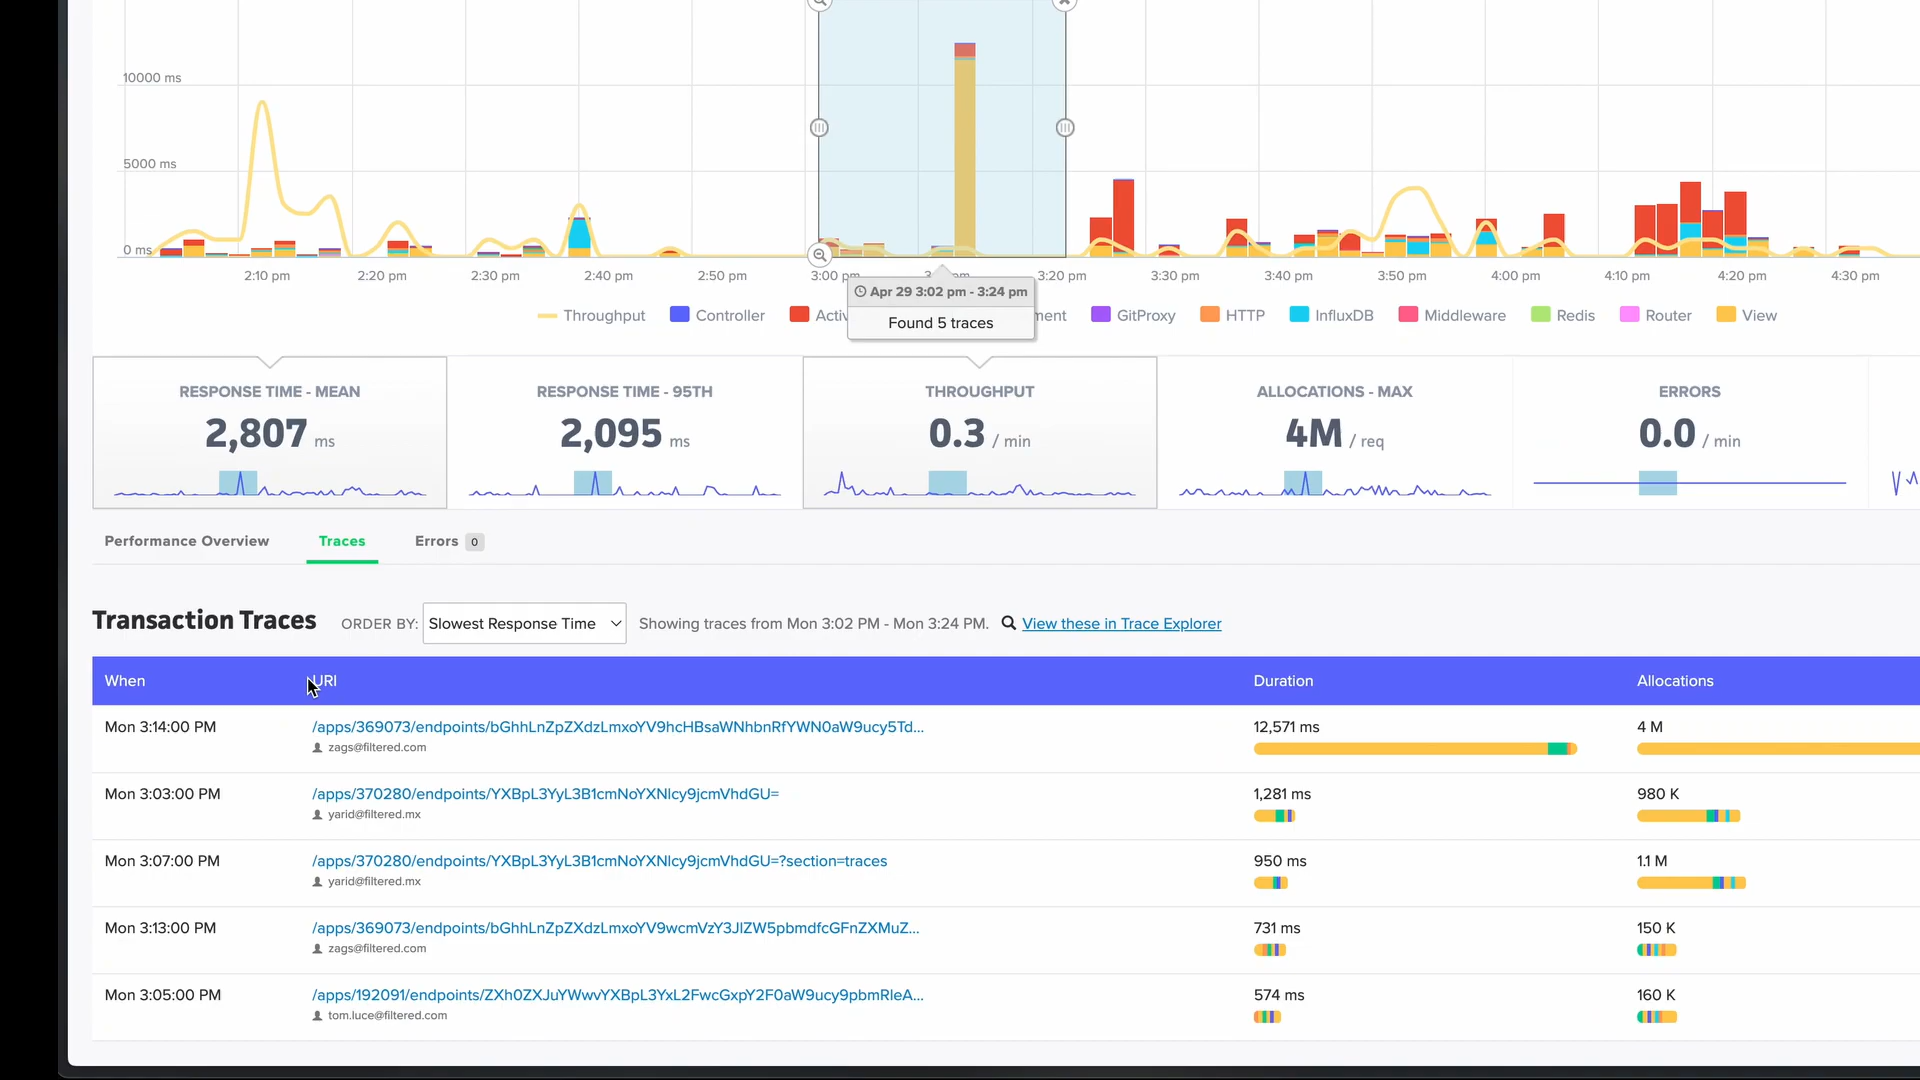 10000 ms
5000 ms
0 ms
2:10 pm 2:20 pm 2:30 pm 2:40 pm 2:50 pm 3:00 pm 3:20 pm 3:30 pm 3:40 pm 3:50 pm 4:00 pm 4:10 pm 4:20 pm 4:30 pm
Apr 29 3:02 pm - 3:24 pm
Found 5 traces
Throughput Controller GitProxy HTTP InfluxDB Middleware Redis Router View
RESPONSE TIME - MEAN RESPONSE TIME - 95TH THROUGHPUT ALLOCATIONS - MAX ERRORS
2,807 ms 2,095 ms 0.3 / min 4M / req 0.0 / min
Performance Overview Traces Errors 0
Transaction Traces ORDER BY: Slowest Response Time Showing traces from Mon 3:02 PM - Mon 3:24 PM. View these in Trace Explorer
When URI Duration Allocations
Mon 3:14:00 PM /apps/369073/endpoints/bGhhLnZpZXdzLmxoYV9hcHBsaWNhbnRfYWN0aW9ucy5Td... 12,571 ms 4 M
zags@filtered.com
Mon 3:03:00 PM /apps/370280/endpoints/YXBpL3YyL3B1cmNoYXNlcy9jcmVhdGU= 1,281 ms 980 K
yarid@filtered.mx
Mon 3:07:00 PM /apps/370280/endpoints/YXBpL3YyL3B1cmNoYXNlcy9jcmVhdGU=?section=traces 950 ms 1.1 M
yarid@filtered.mx
Mon 3:13:00 PM /apps/369073/endpoints/bGhhLnZpZXdzLmxoYV9wcmVzY3JlZW5pbmdfcGFnZXMuZ... 731 ms 150 K
zags@filtered.com
Mon 3:05:00 PM /apps/192091/endpoints/ZXh0ZXJuYWwvYXBpL3YxL2FwcGxpY2F0aW9ucy9pbmRleA... 574 ms 160 K
tom.luce@filtered.com